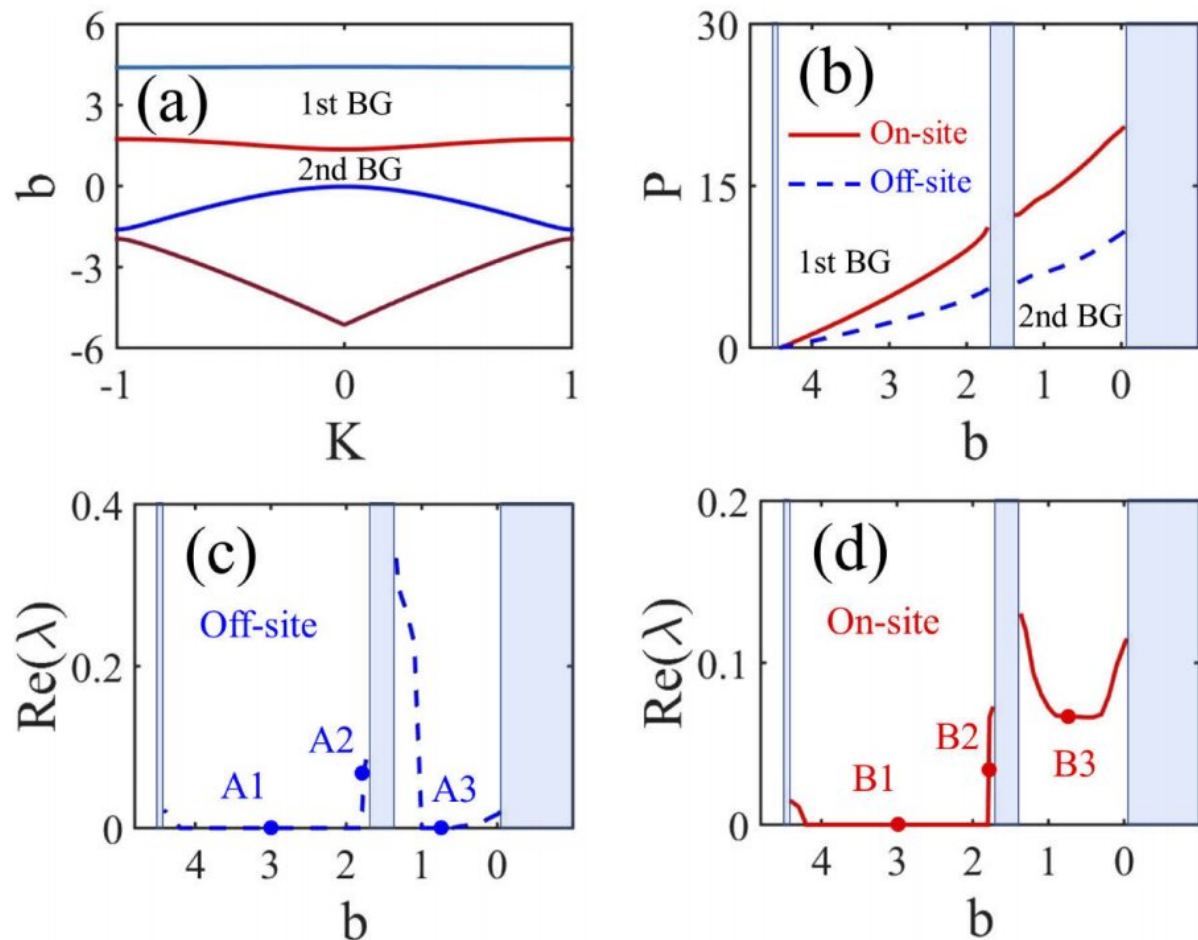 (a)
b
6
3
0
-3
-6
1st BG
2nd BG
-1
0
1
K
(b)
P
30
15
0
On-site
Off-site
1st BG
2nd BG
4
3
2
1
0
b
(c)
Re(λ)
0.4
0.2
0
Off-site
A1
A2
A3
4
3
2
1
0
b
(d)
Re(λ)
0.2
0.1
0
On-site
B1
B2
B3
4
3
2
1
0
b